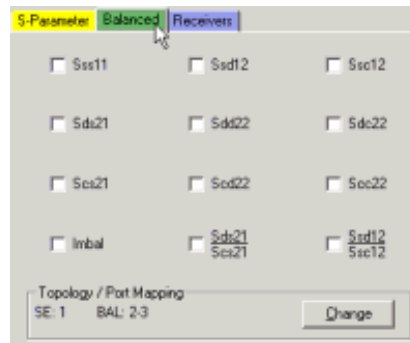 S-Parameter Balanced Receivers
Sss11 Ssd12 Ssc12
Sds21 Sdd22 Sdc22
Scs21 Scd22 Scc22
Imbal Sds21 Ssd12
Scs21 Ssc12
Topology / Port Mapping
SE: 1 BAL: 2-3
Change